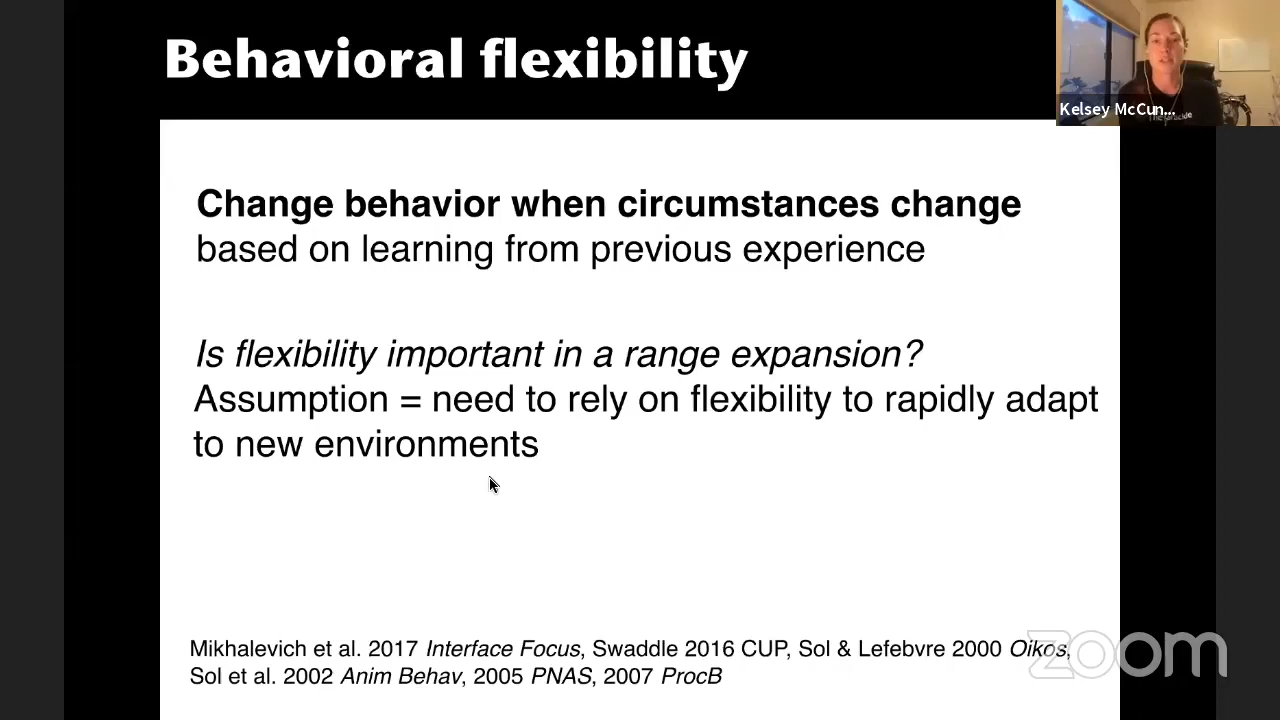 Behavioral flexibility
Kelsey McCun...
Change behavior when circumstances change
based on learning from previous experience
Is flexibility important in a range expansion?
Assumption = need to rely on flexibility to rapidly adapt
to new environments
Mikhalevich et al. 2017 Interface Focus, Swaddle 2016 CUP, Sol & Lefebvre 2000 Oikos,
Sol et al. 2002 Anim Behav, 2005 PNAS, 2007 ProcB
zoom